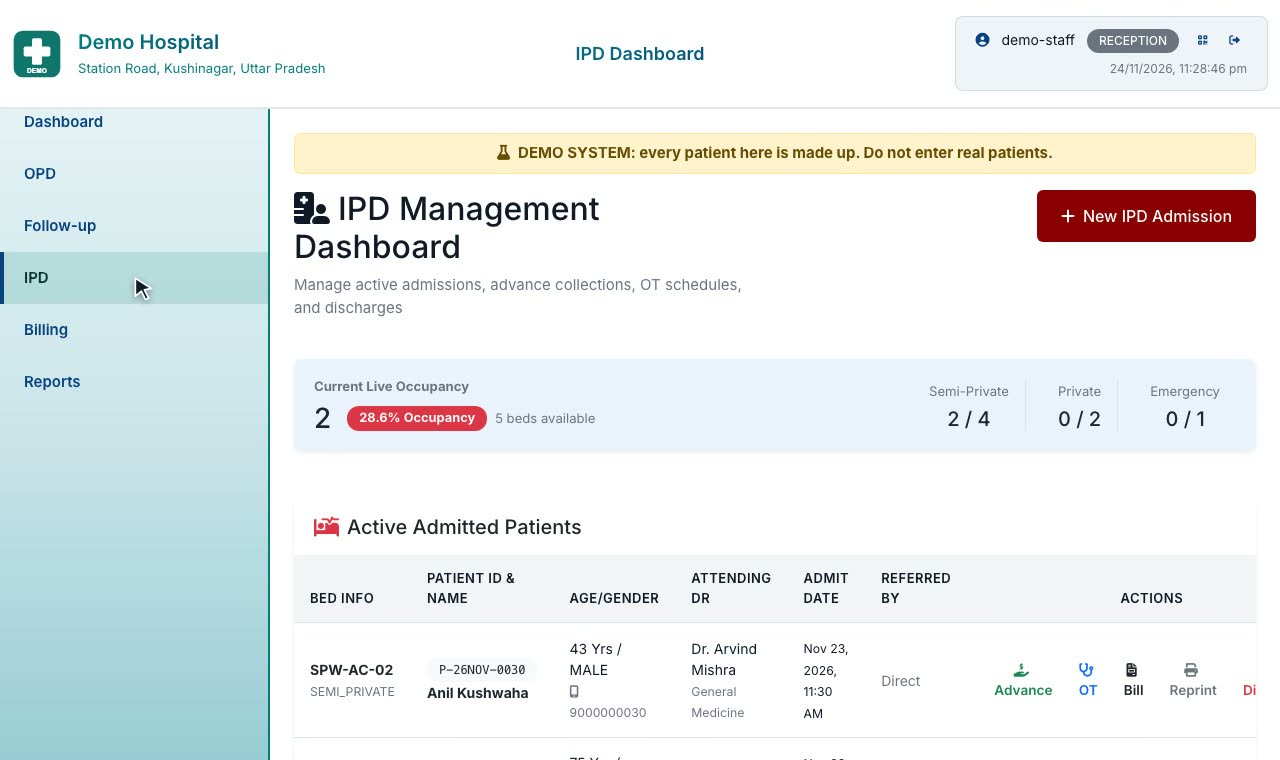 Demo Hospital
Station Road, Kushinagar, Uttar Pradesh
DEMO
IPD Dashboard
demo-staff RECEPTION
24/11/2026, 11:28:46 pm
Dashboard
OPD
Follow-up
IPD
Billing
Reports
DEMO SYSTEM: every patient here is made up. Do not enter real patients.
IPD Management
Dashboard
Manage active admissions, advance collections, OT schedules,
and discharges
+ New IPD Admission
Current Live Occupancy
2 28.6% Occupancy 5 beds available
Semi-Private Private Emergency
2 / 4 0 / 2 0 / 1
Active Admitted Patients
BED INFO PATIENT ID & NAME AGE/GENDER ATTENDING DR ADMIT DATE REFERRED BY ACTIONS
SPW-AC-02
SEMI_PRIVATE
P-26NOV-0030
Anil Kushwaha
43 Yrs /
MALE
9000000030
Dr. Arvind
Mishra
General
Medicine
Nov 23,
2026,
11:30
AM
Direct
Advance OT Bill Reprint Di